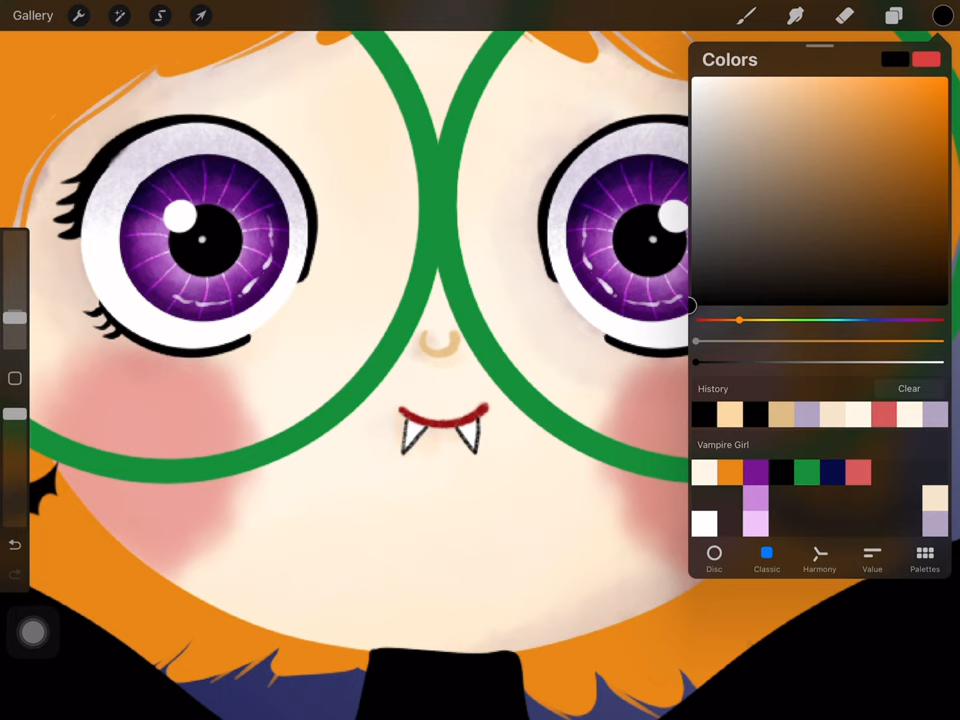 Gallery
Colors
History
Clear
Vampire Girl
Disc
Classic
Harmony
Value
Palettes